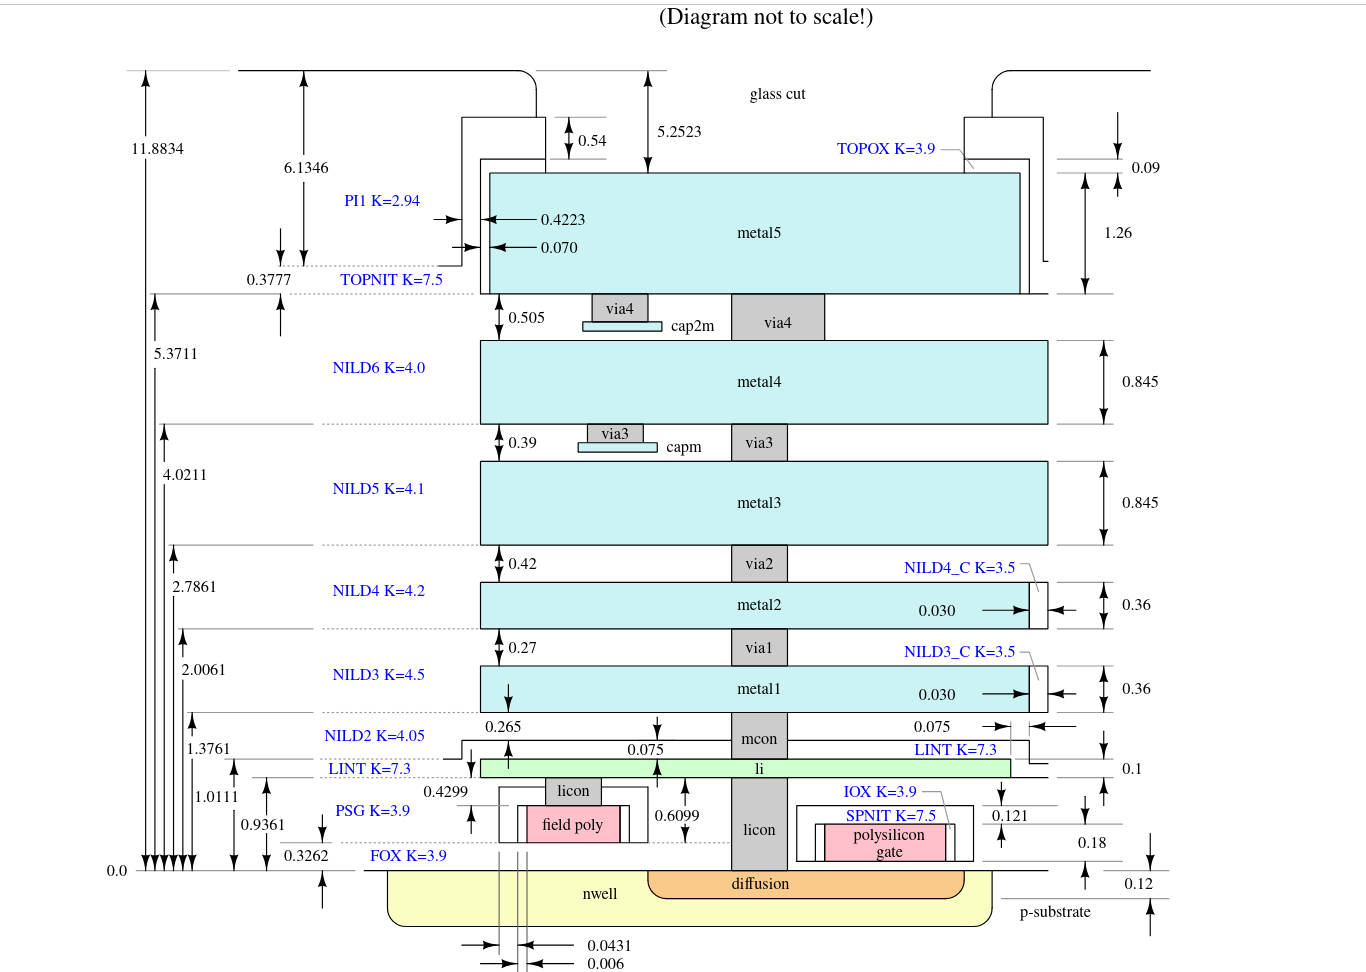 (Diagram not to scale!)
glass cut
11.8834
6.1346
0.54
5.2523
TOPOX K=3.9
0.09
PI1 K=2.94
0.4223
metal5
1.26
0.070
0.3777
TOPNIT K=7.5
0.505
via4
cap2m
via4
5.3711
NILD6 K=4.0
metal4
0.845
0.39
via3
capm
via3
4.0211
NILD5 K=4.1
metal3
0.845
0.42
via2
NILD4_C K=3.5
2.7861
NILD4 K=4.2
metal2
0.030
0.36
0.27
via1
NILD3_C K=3.5
2.0061
NILD3 K=4.5
metal1
0.030
0.36
0.265
0.075
NILD2 K=4.05
mcon
1.3761
0.075
LINT K=7.3
LINT K=7.3
li
0.1
1.0111
0.4299
licon
IOX K=3.9
PSG K=3.9
0.6099
SPNIT K=7.5
0.121
0.9361
field poly
licon
polysilicon
gate
0.18
0.3262
FOX K=3.9
0.0
diffusion
0.12
nwell
p-substrate
0.0431
0.006